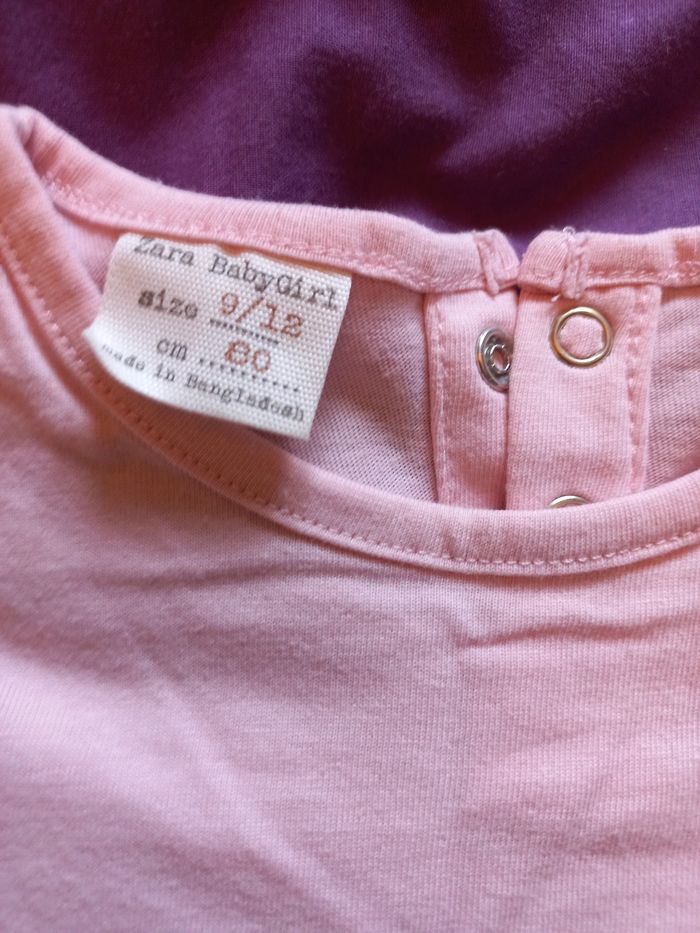 Zara BabyGirl
size 9/12
cm 80
made in Bangladesh